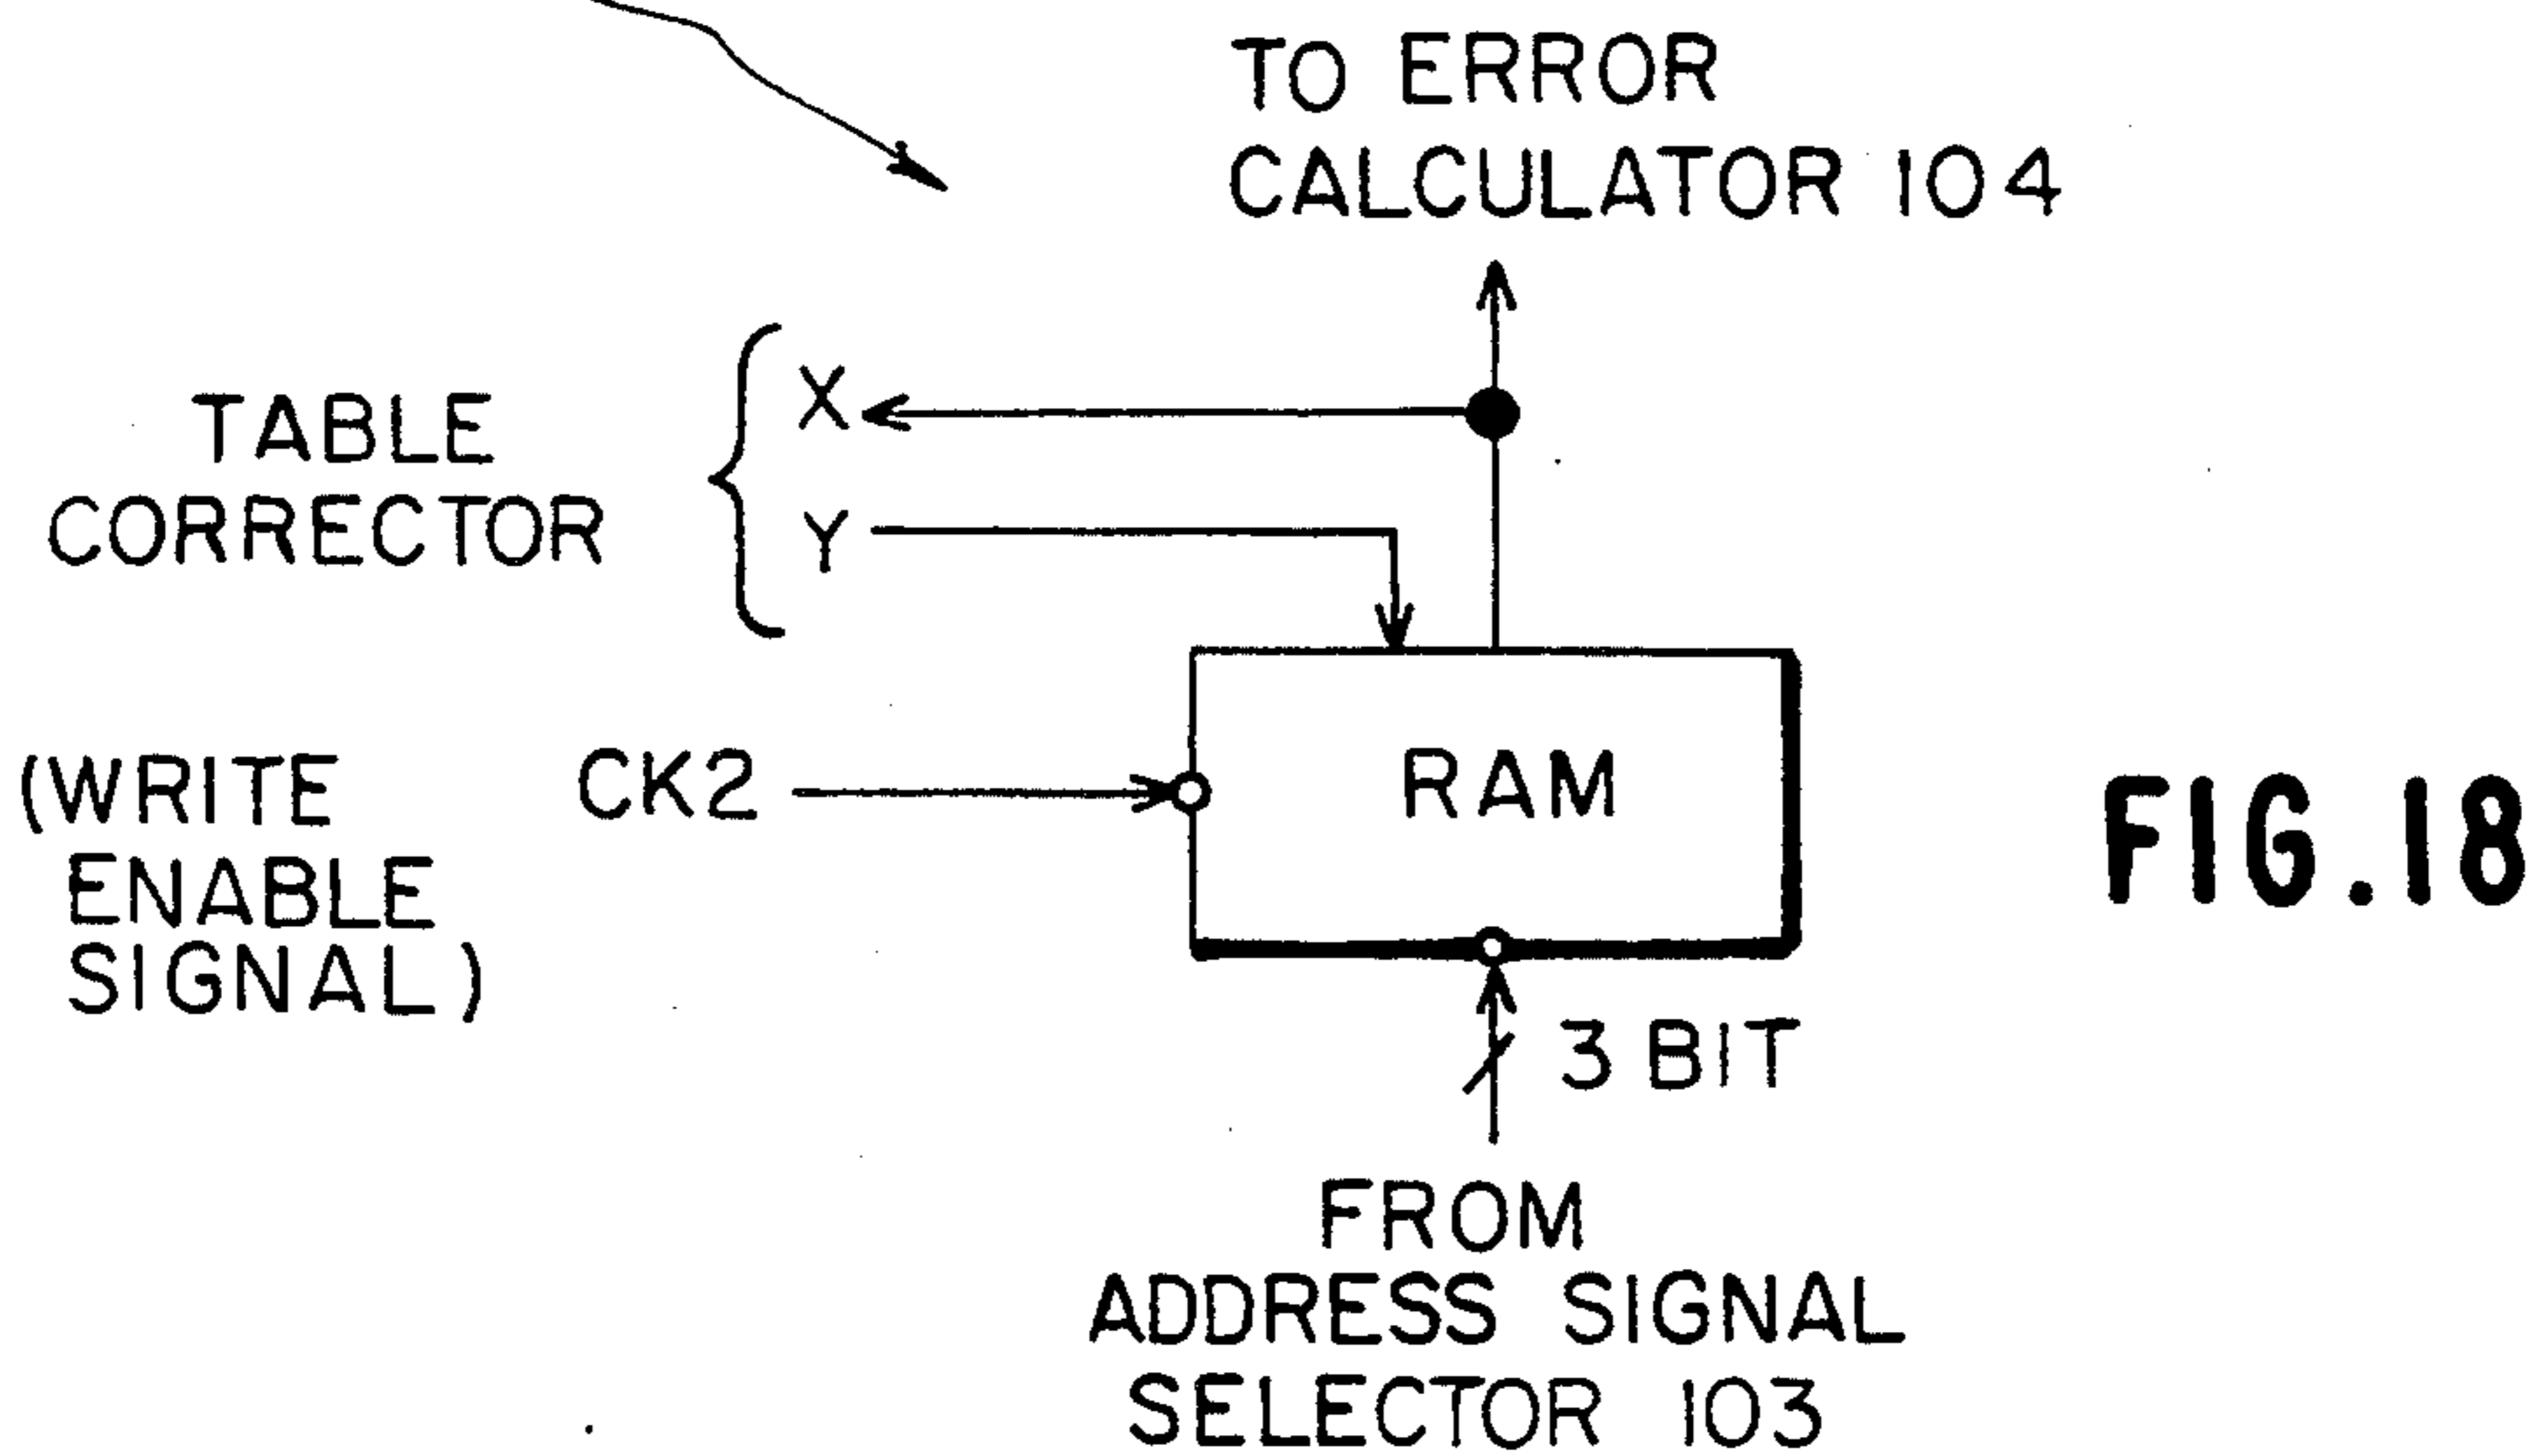 TO ERROR
CALCULATOR 104
TABLE
CORRECTOR
X
Y
(WRITE
ENABLE
SIGNAL)
CK2
RAM
FIG.18
3 BIT
FROM
ADDRESS SIGNAL
SELECTOR 103